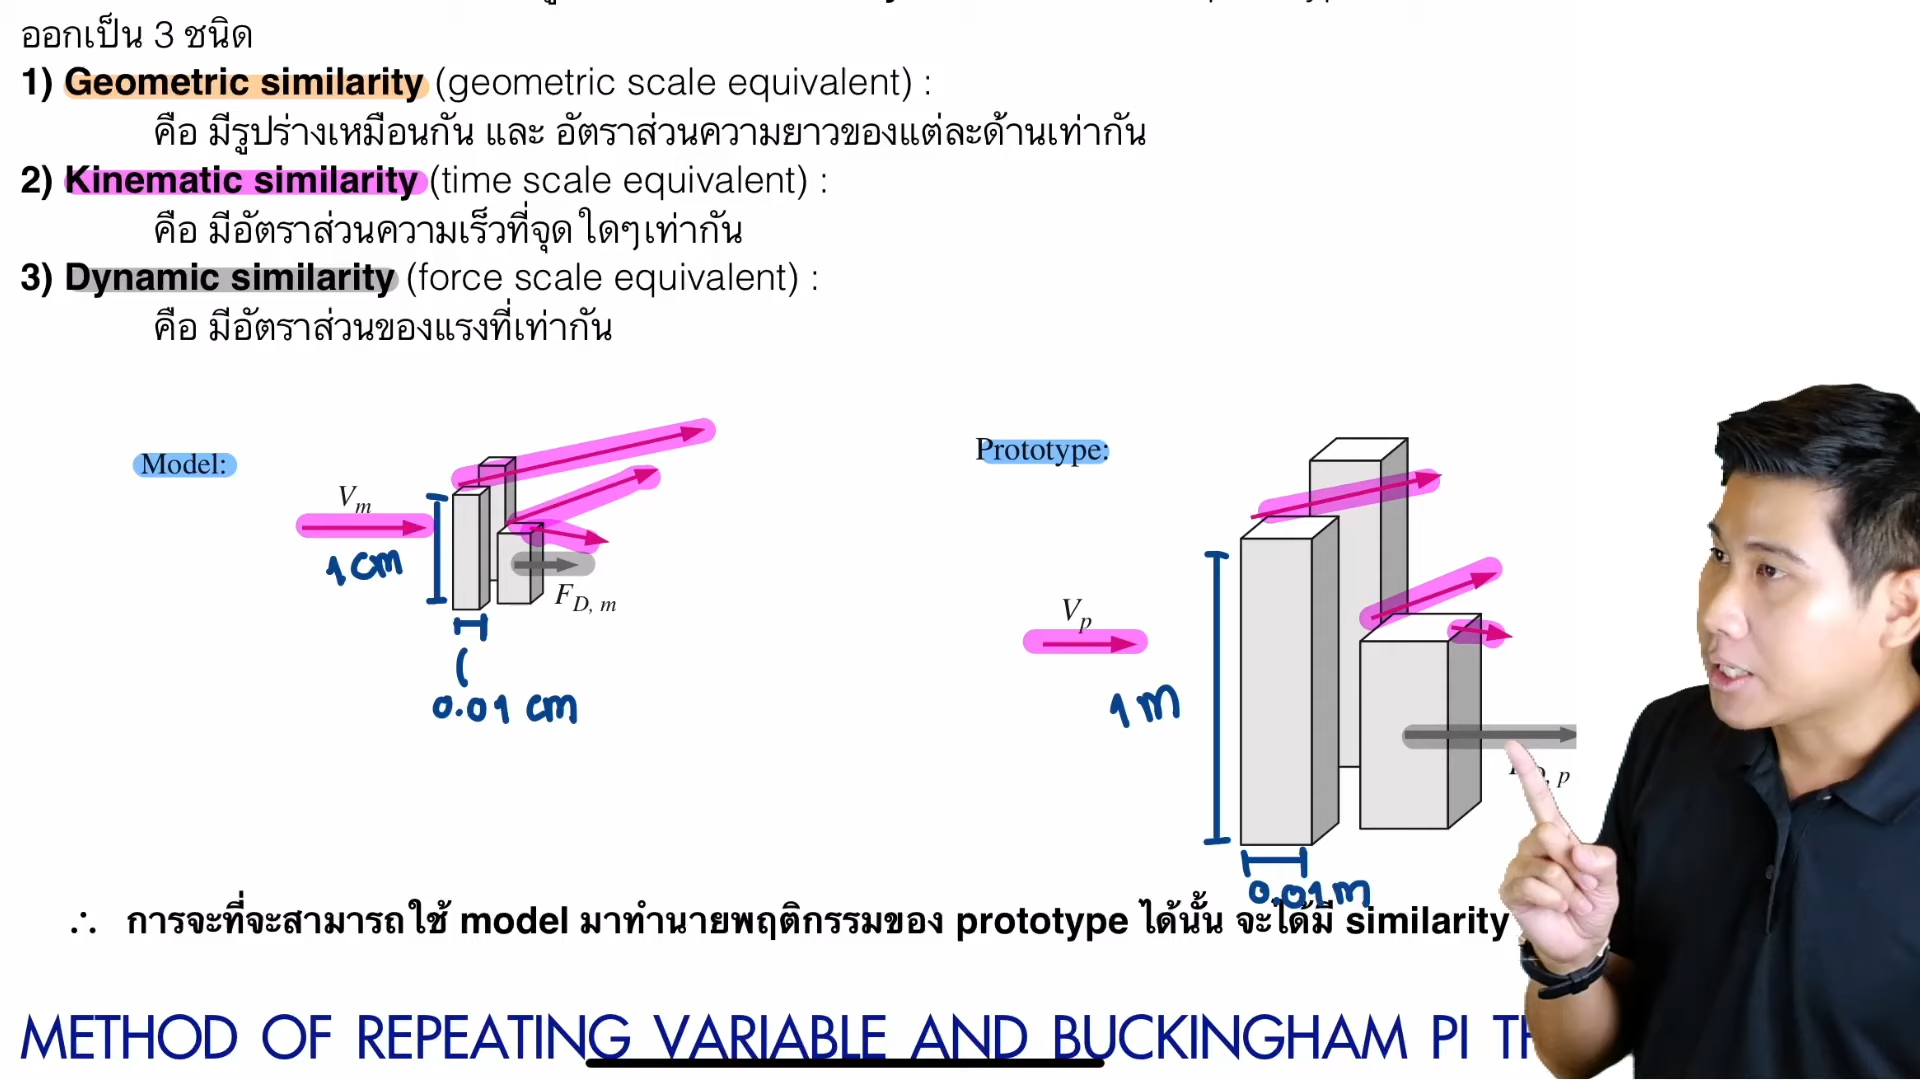 ออกเป็น 3 ชนิด
1) Geometric similarity (geometric scale equivalent) :
คือ มีรูปร่างเหมือนกัน และ อัตราส่วนความยาวของแต่ละด้านเท่ากัน
2) Kinematic similarity (time scale equivalent) :
คือ มีอัตราส่วนความเร็วที่จุด ใดๆเท่ากัน
3) Dynamic similarity (force scale equivalent) :
คือ มีอัตราส่วนของแรงที่เท่ากัน
Model:
Vm
1 cm
FD, m
0.01 cm
Prototype:
Vp
1 m
D, p
0.01 m
∴ การจะที่จะสามารถใช้ model มาทำนายพฤติกรรมของ prototype ได้นั้น จะได้มี similarity
METHOD OF REPEATING VARIABLE AND BUCKINGHAM PI